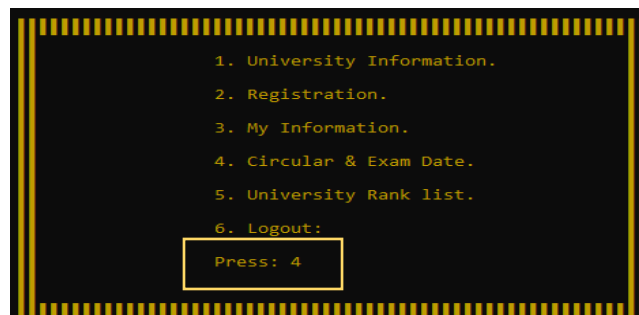 1. University Information.
2. Registration.
3. My Information.
4. Circular & Exam Date.
5. University Rank list.
6. Logout:
Press: 4